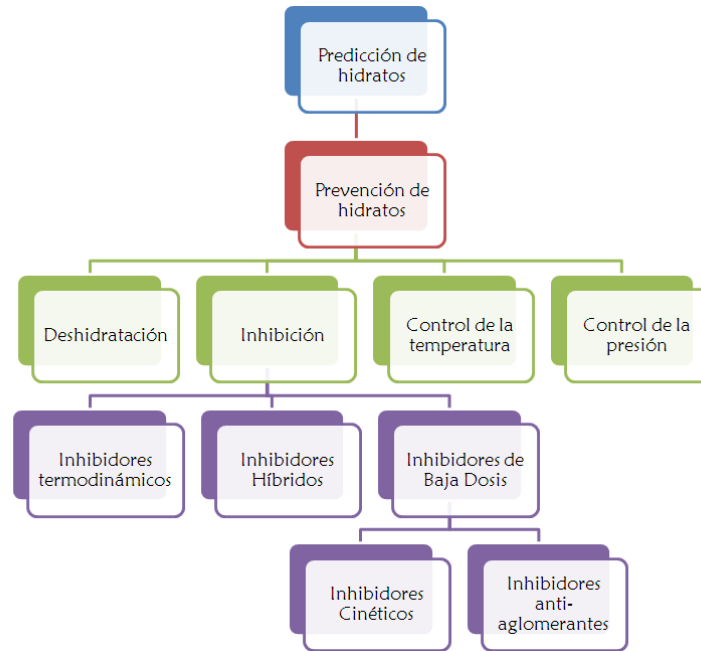 Predicción de
hidratos
Prevención de
hidratos
Deshidratación
Inhibición
Control de la
temperatura
Control de la
presión
Inhibidores
termodinámicos
Inhibidores
Híbridos
Inhibidores de
Baja Dosis
Inhibidores
Cinéticos
Inhibidores
anti-
aglomerantes